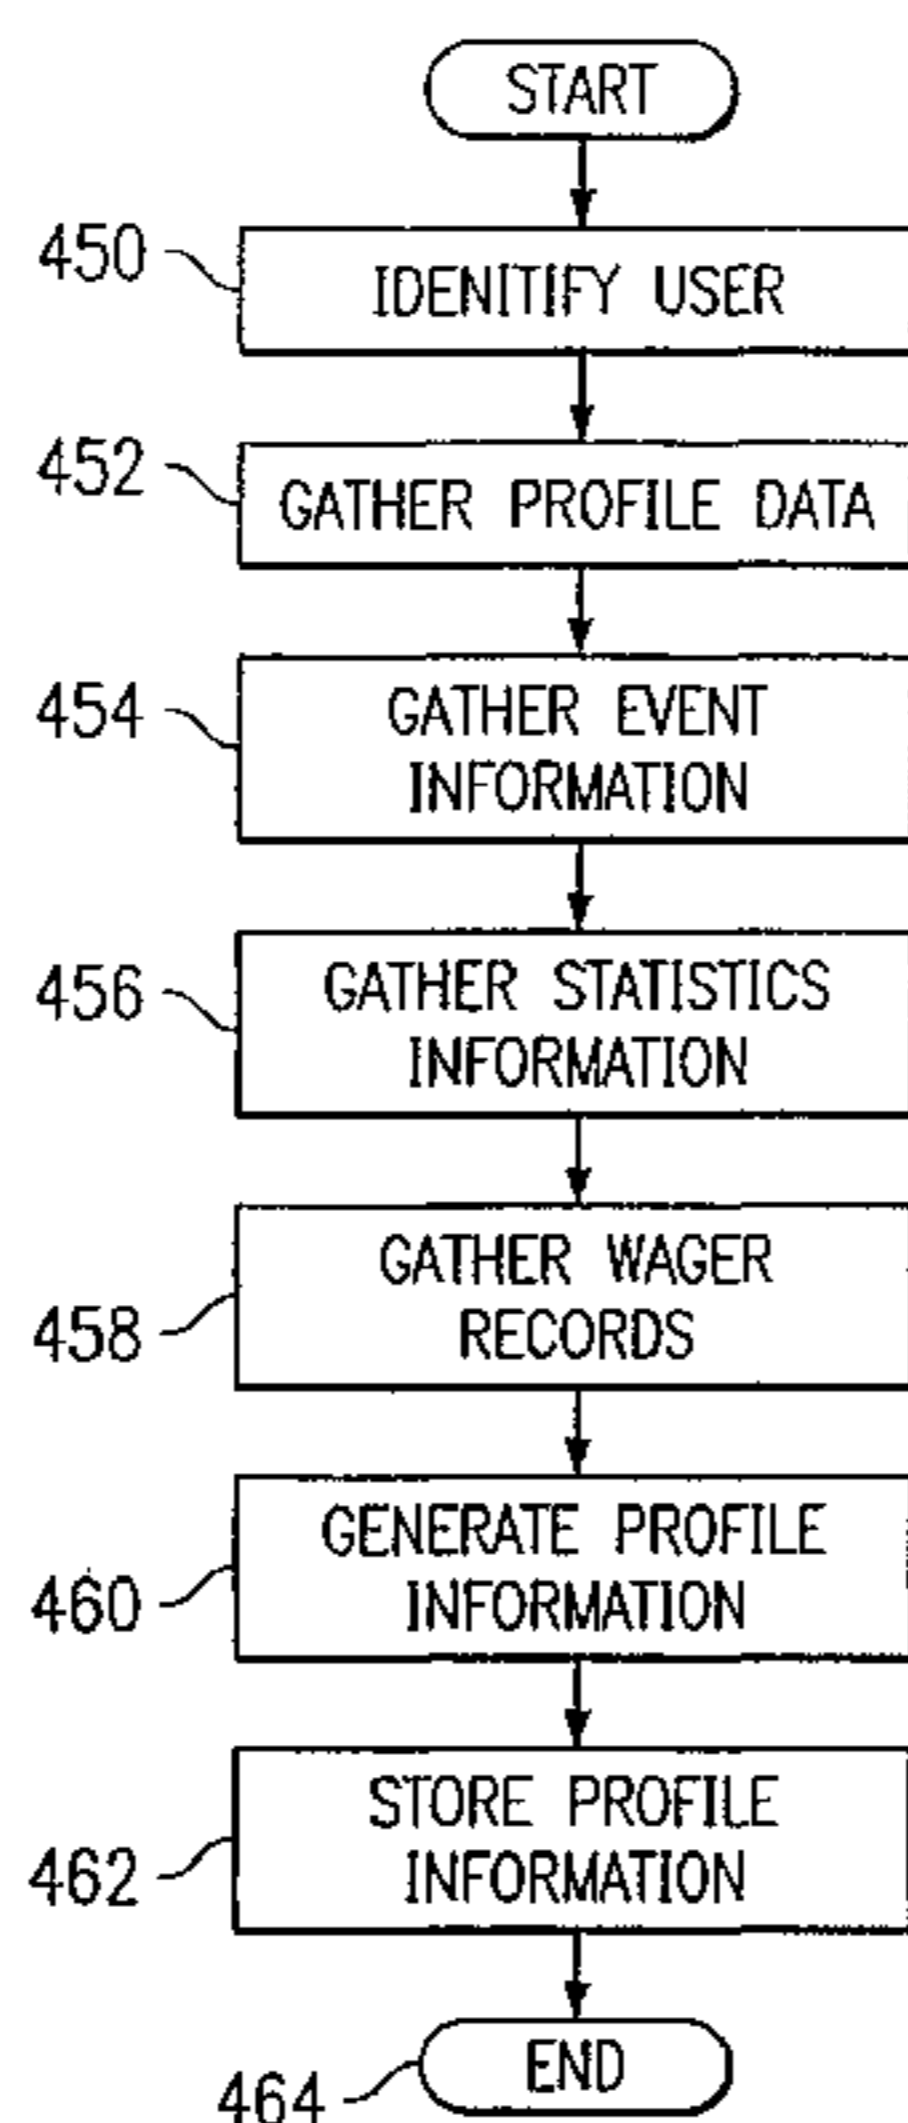 START
450
IDENITIFY USER
452
GATHER PROFILE DATA
454
GATHER EVENT
INFORMATION
456
GATHER STATISTICS
INFORMATION
458
GATHER WAGER
RECORDS
460
GENERATE PROFILE
INFORMATION
462
STORE PROFILE
INFORMATION
464
END